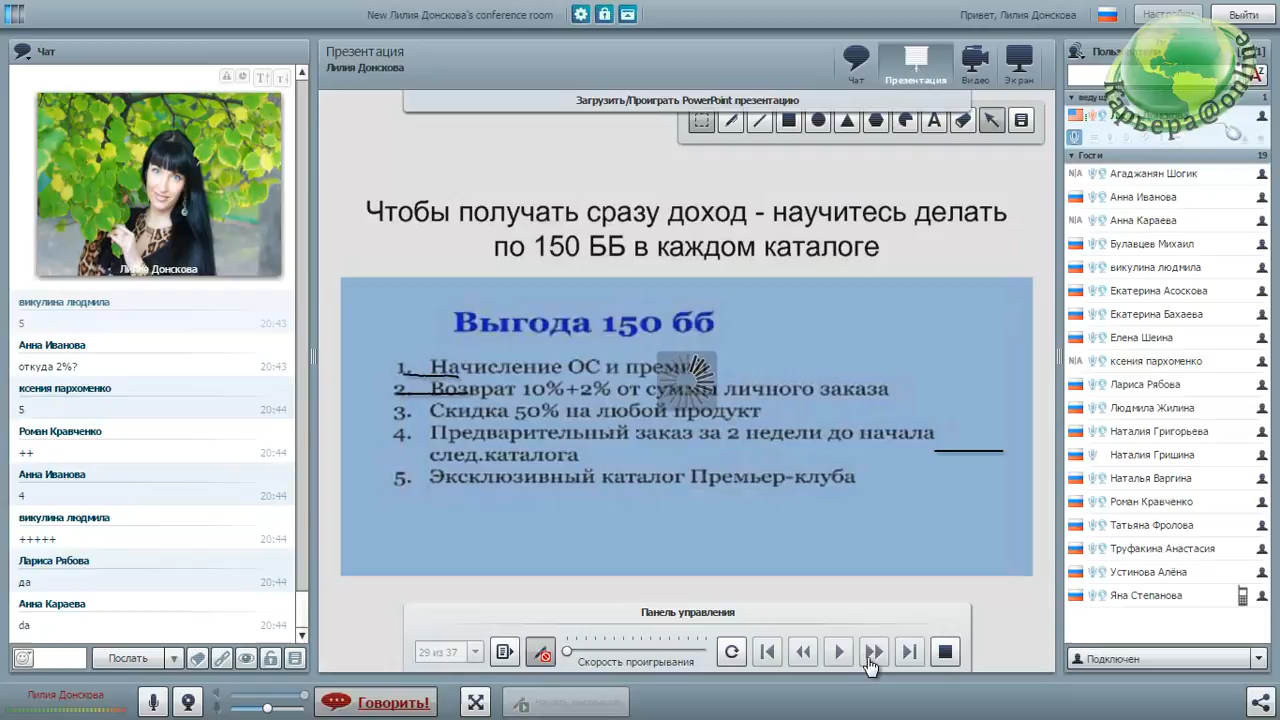 New Лилия Донскова's conference room
Привет, Лилия Донскова
Настройки
Выйти
Чат
Лилия Донскова
викулина людмила
5
20:43
Анна Иванова
откуда 2%?
20:43
ксения пархоменко
5
20:44
Роман Кравченко
++
20:44
Анна Иванова
4
20:44
викулина людмила
+++++
20:44
Лариса Рябова
да
20:44
Анна Караева
da
20:44
Послать
Презентация
Лилия Донскова
Чат
Презентация
Видео
Экран
Загрузить/Проиграть PowerPoint презентацию
Чтобы получать сразу доход - научитесь делать
по 150 ББ в каждом каталоге
Выгода 150 бб
1. Начисление ОС и премии
2. Возврат 10%+2% от суммы личного заказа
3. Скидка 50% на любой продукт
4. Предварительный заказ за 2 недели до начала
след.каталога
5. Эксклюзивный каталог Премьер-клуба
Панель управления
29 из 37
Скорость проигрывания
карьера@online
1
Гости
19
N/A Агаджанян Шогик
Анна Иванова
N/A Анна Караева
Булавцев Михаил
викулина людмила
Екатерина Асоскова
Екатерина Бахаева
Елена Шеина
N/A ксения пархоменко
Лариса Рябова
Людмила Жилина
Наталия Григорьева
Наталия Гришина
Наталья Варгина
Роман Кравченко
Татьяна Фролова
Труфакина Анастасия
Устинова Алёна
Яна Степанова
Подключен
Лилия Донскова
Говорить!